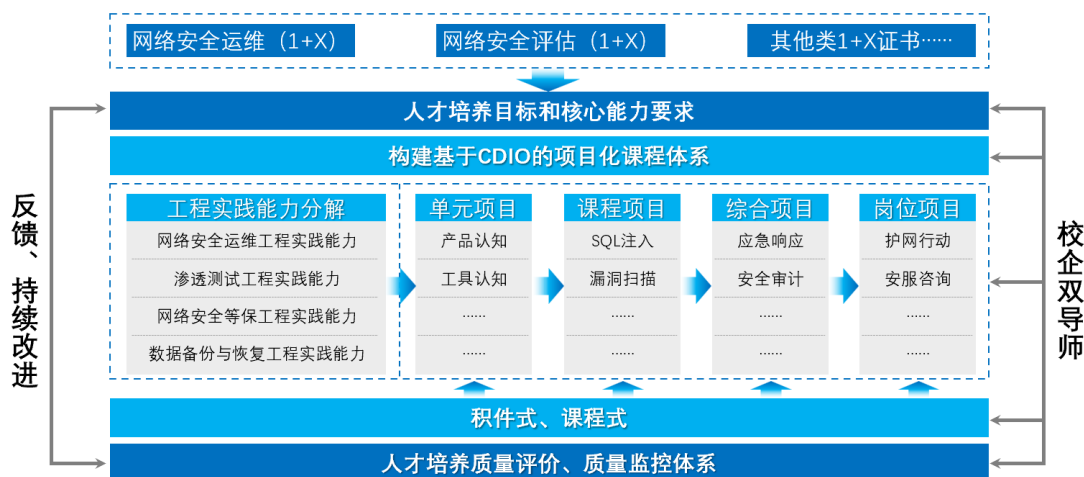 网络安全运维（1+X）
网络安全评估（1+X）
其他类1+X证书······
人才培养目标和核心能力要求
构建基于CDIO的项目化课程体系
反馈、持续改进
工程实践能力分解
网络安全运维工程实践能力
渗透测试工程实践能力
网络安全等保工程实践能力
数据备份与恢复工程实践能力
单元项目
产品认知
工具认知
······
······
课程项目
SQL注入
漏洞扫描
······
······
综合项目
应急响应
安全审计
······
······
岗位项目
护网行动
安服咨询
······
······
校企双导师
积件式、课程式
人才培养质量评价、质量监控体系